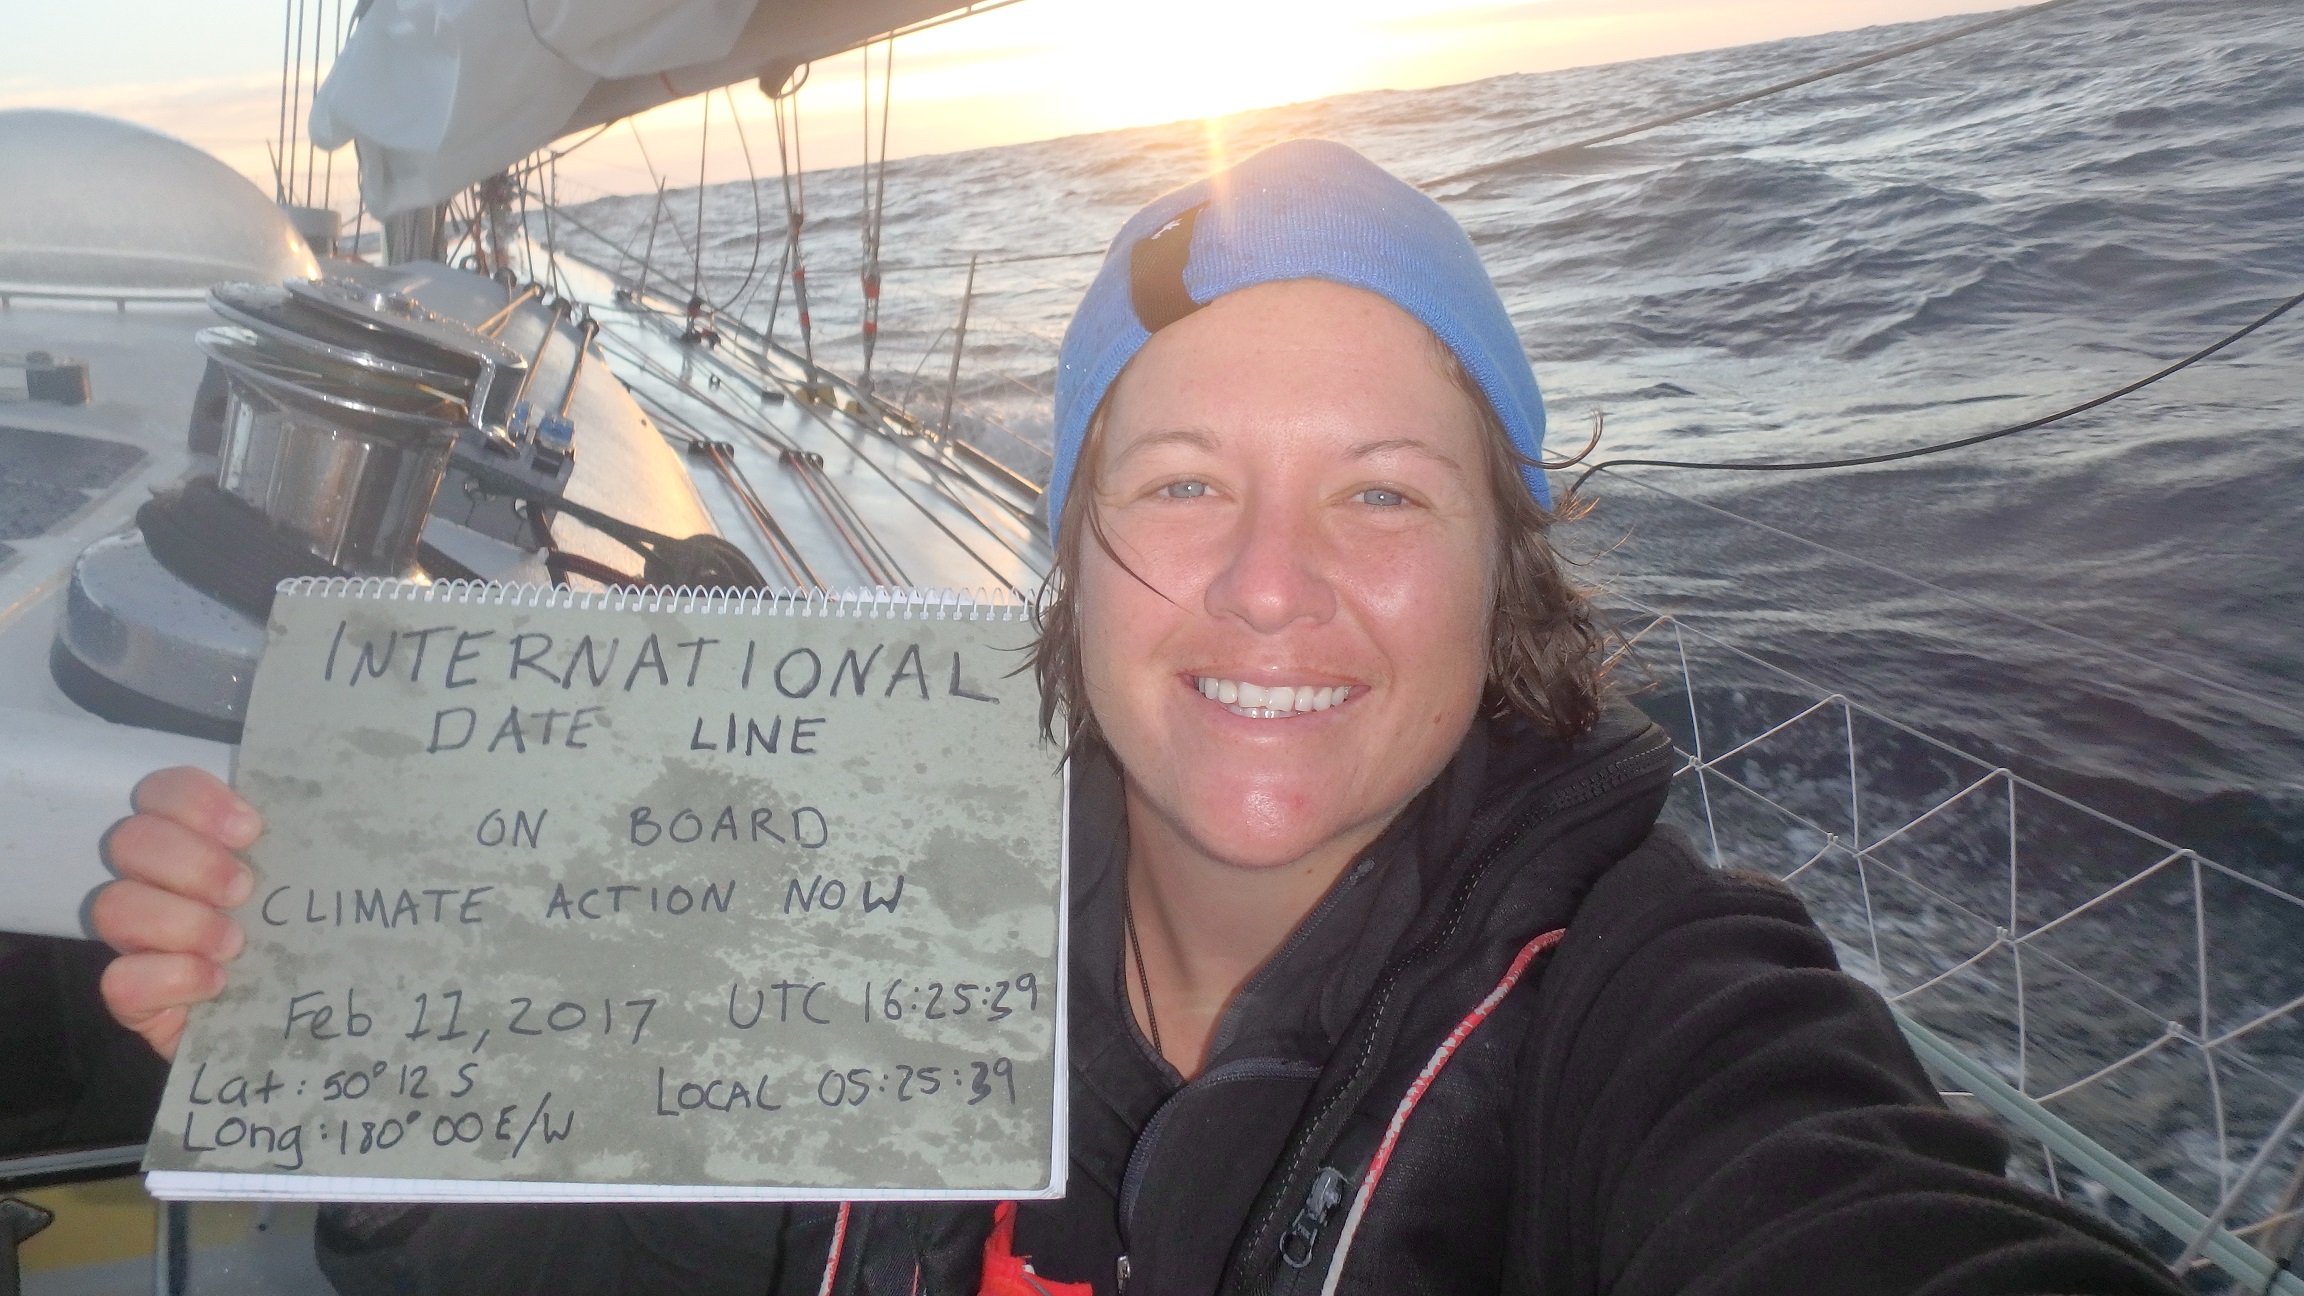 INTERNATIONAL
DATE LINE
ON BOARD
CLIMATE ACTION NOW
Feb 11, 2017 UTC 16:25:39
Lat: 50° 12 S LOCAL 05:25:39
Long: 180° 00 E/W